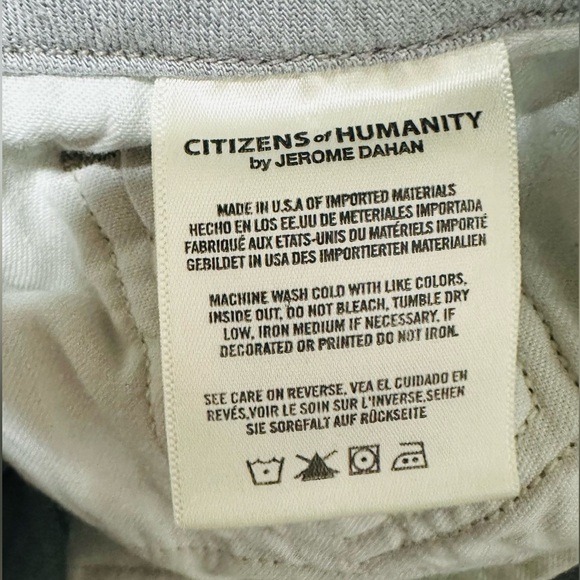 CITIZENS of HUMANITY
by JEROME DAHAN
MADE IN U.S.A OF IMPORTED MATERIALS
HECHO EN LOS EE.UU DE METERIALES IMPORTADA
FABRIQUÉ AUX ETATS-UNIS DU MATÉRIELS IMPORTÉ
GEBILDET IN USA DES IMPORTIERTEN MATERIALIEN
MACHINE WASH COLD WITH LIKE COLORS,
INSIDE OUT, DO NOT BLEACH, TUMBLE DRY
LOW, IRON MEDIUM IF NECESSARY. IF
DECORATED OR PRINTED DO NOT IRON.
SEE CARE ON REVERSE, VEA EL CUIDADO EN
REVÉS,VOIR LE SOIN SUR L'INVERSE,SEHEN
SIE SORGFALT AUF RÜCKSEITE